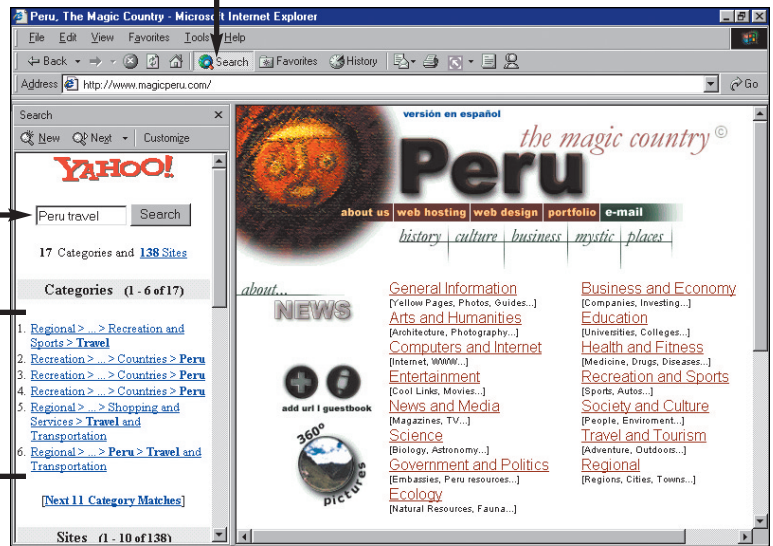 Peru, The Magic Country - Microsoft Internet Explorer
File Edit View Favorites Tools Help
Back Search Favorites History
Address http://www.magicperu.com/ Go
Search
New Next Customize
YAHOO!
Peru travel Search
17 Categories and 138 Sites
Categories (1 - 6 of 17)
1. Regional > ... > Recreation and
Sports > Travel
2. Recreation > ... > Countries > Peru
3. Recreation > ... > Countries > Peru
4. Recreation > ... > Countries > Peru
5. Regional > ... > Shopping and
Services > Travel and
Transportation
6. Regional > ... > Peru > Travel and
Transportation
[Next 11 Category Matches]
Sites (1 - 10 of 138)
versión en español
the magic country ©
Peru
about us web hosting web design portfolio e-mail
history culture business mystic places
about...
NEWS
add url | guestbook
360°
pictures
General Information
[Yellow Pages, Photos, Guides...]
Arts and Humanities
[Architecture, Photography...]
Computers and Internet
[Internet, WWW...]
Entertainment
[Cool Links, Movies...]
News and Media
[Magazines, TV...]
Science
[Biology, Astronomy...]
Government and Politics
[Embassies, Peru resources...]
Ecology
[Natural Resources, Fauna...]
Business and Economy
[Companies, Investing...]
Education
[Universities, Colleges...]
Health and Fitness
[Medicine, Drugs, Diseases...]
Recreation and Sports
[Sports, Autos...]
Society and Culture
[People, Enviroment...]
Travel and Tourism
[Adventure, Outdoors...]
Regional
[Regions, Cities, Towns...]